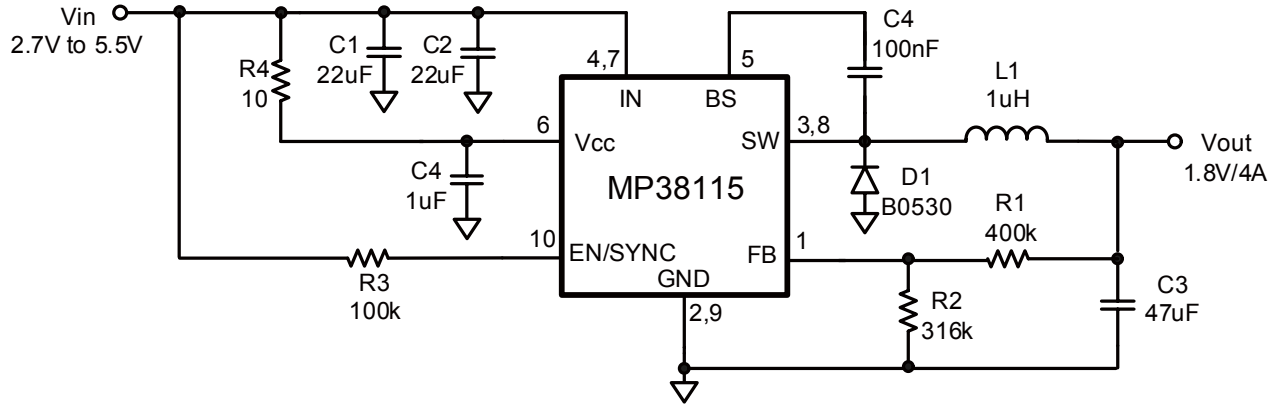 Vin
2.7V to 5.5V
R4
10
C1
22uF
C2
22uF
4,7
IN
5
BS
C4
100nF
L1
1uH
6
Vcc
C4
1uF
MP38115
SW
3,8
D1
B0530
Vout
1.8V/4A
R3
100k
10
EN/SYNC
GND
2,9
FB
1
R1
400k
R2
316k
C3
47uF